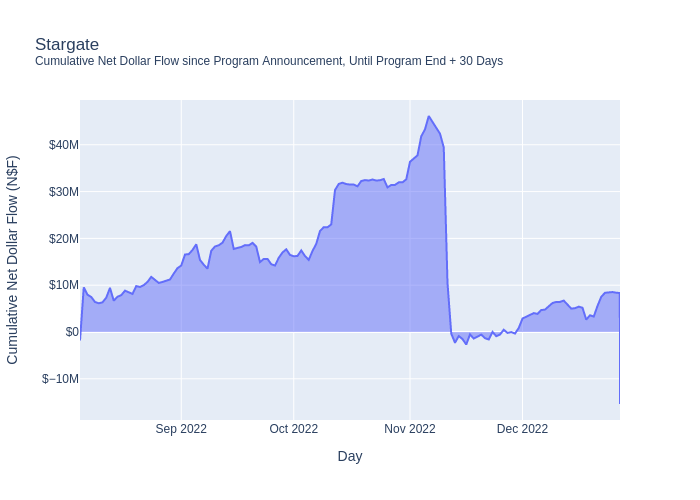 Stargate
Cumulative Net Dollar Flow since Program Announcement, Until Program End + 30 Days
Cumulative Net Dollar Flow (N$F)
$40M
$30M
$20M
$10M
$0
$−10M
Sep 2022
Oct 2022
Nov 2022
Dec 2022
Day